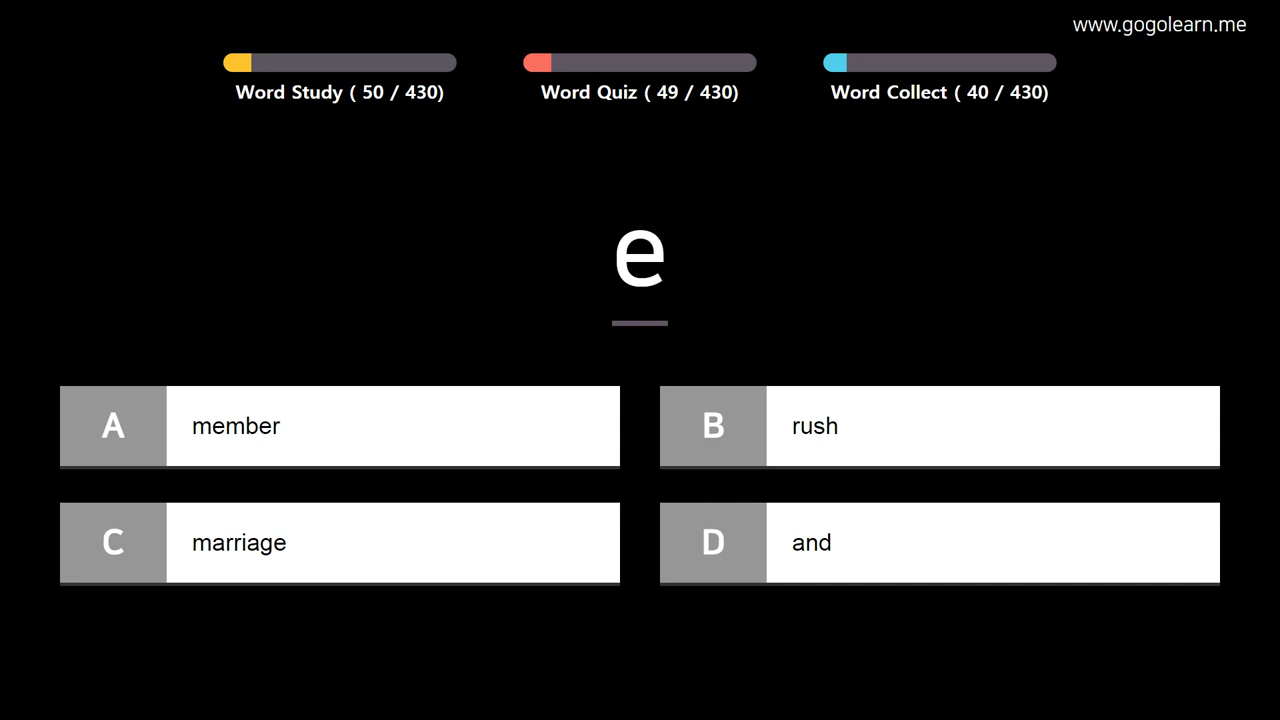 www.gogolearn.me
Word Study ( 50 / 430)
Word Quiz ( 49 / 430)
Word Collect ( 40 / 430)
e
A
member
B
rush
C
marriage
D
and